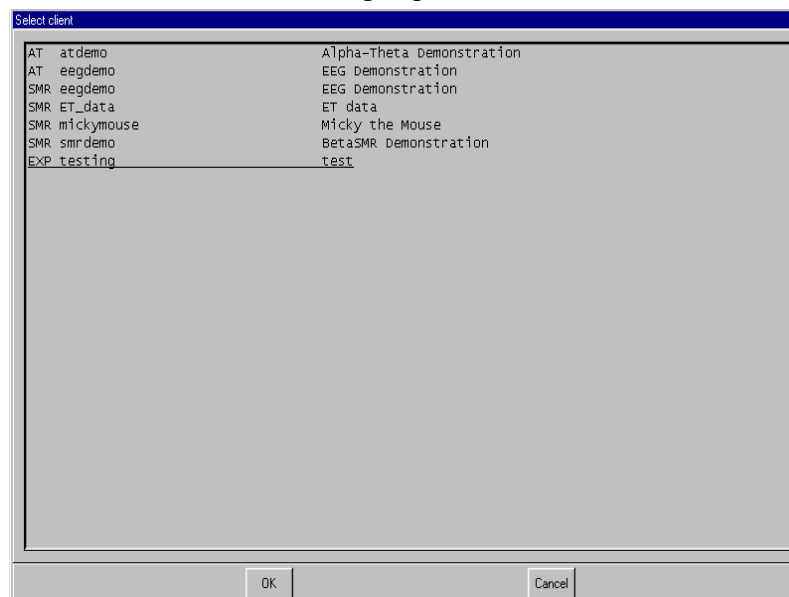 Select client
AT atdemo Alpha-Theta Demonstration
AT eegdemo EEG Demonstration
SMR eegdemo EEG Demonstration
SMR ET_data ET data
SMR mickymouse Micky the Mouse
SMR smrdemo BetaSMR Demonstration
EXP testing test
OK Cancel